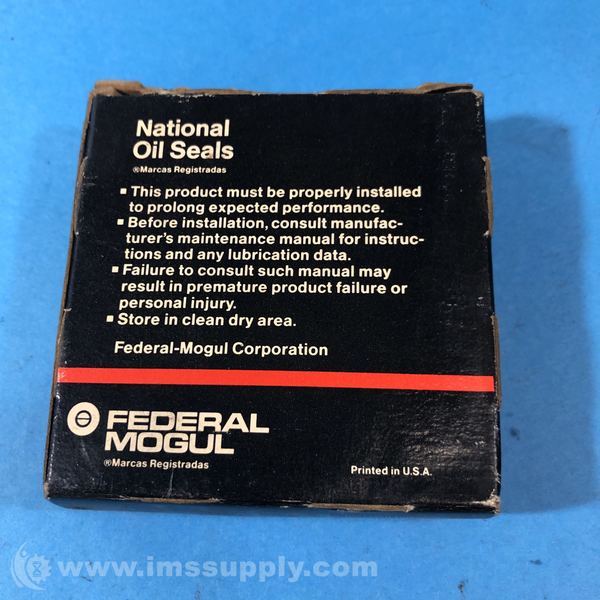 National
Oil Seals
®Marcas Registradas
▪ This product must be properly installed
to prolong expected performance.
▪ Before installation, consult manufac-
turer's maintenance manual for instruc-
tions and any lubrication data.
▪ Failure to consult such manual may
result in premature product failure or
personal injury.
▪ Store in clean dry area.
Federal-Mogul Corporation
FEDERAL
MOGUL
®Marcas Registradas
Printed in U.S.A.
www.imssupply.com